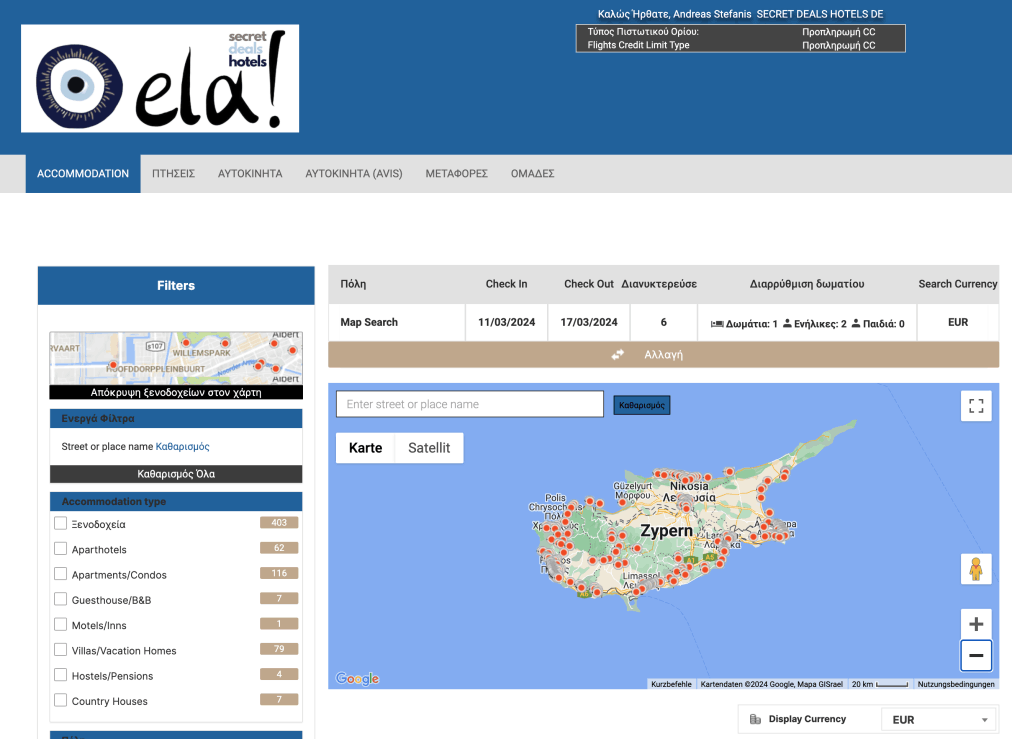 Καλώς Ήρθατε, Andreas Stefanis SECRET DEALS HOTELS DE
Τύπος Πιστωτικού Ορίου: Προπληρωμή CC
Flights Credit Limit Type Προπληρωμή CC
secret
deals
hotels
ela!
ACCOMMODATION ΠΤΗΣΕΙΣ ΑΥΤΟΚΙΝΗΤΑ ΑΥΤΟΚΙΝΗΤΑ (AVIS) ΜΕΤΑΦΟΡΕΣ ΟΜΑΔΕΣ
Filters
s107
WILLEMSPARK
HOOFDDORPPLEINBUURT
Albert
Απόκρυψη ξενοδοχείων στον χάρτη
Ενεργά Φίλτρα
Street or place name Καθαρισμός
Καθαρισμός Όλα
Accommodation type
Ξενοδοχεία 403
Aparthotels 62
Apartments/Condos 116
Guesthouse/B&B 7
Motels/Inns 1
Villas/Vacation Homes 79
Hostels/Pensions 4
Country Houses 7
Πόλη Check In Check Out Διανυκτερεύσε Διαρρύθμιση δωματίου Search Currency
Map Search 11/03/2024 17/03/2024 6 Δωμάτια: 1 Ενήλικες: 2 Παιδιά: 0 EUR
Αλλαγή
Enter street or place name Καθαρισμός
Karte Satellit
Güzelyurt
Μόρφου
Nikosia
Polis
Zypern
Limassol
A1
A5
A6
Google
Kurzbefehle Kartendaten ©2024 Google, Mapa GISrael 20 km Nutzungsbedingungen
Display Currency EUR